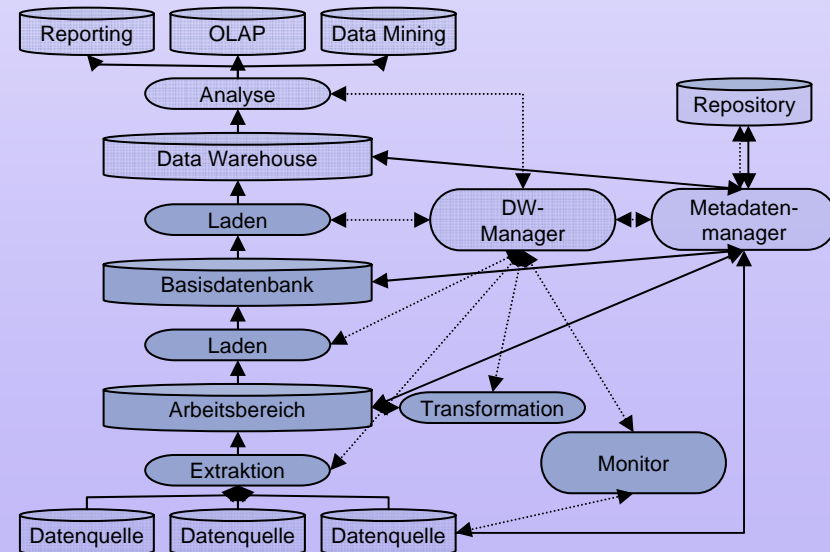 Reporting
OLAP
Data Mining
Analyse
Repository
Data Warehouse
Laden
DW-
Manager
Metadaten-
manager
Basisdatenbank
Laden
Arbeitsbereich
Transformation
Extraktion
Monitor
Datenquelle
Datenquelle
Datenquelle